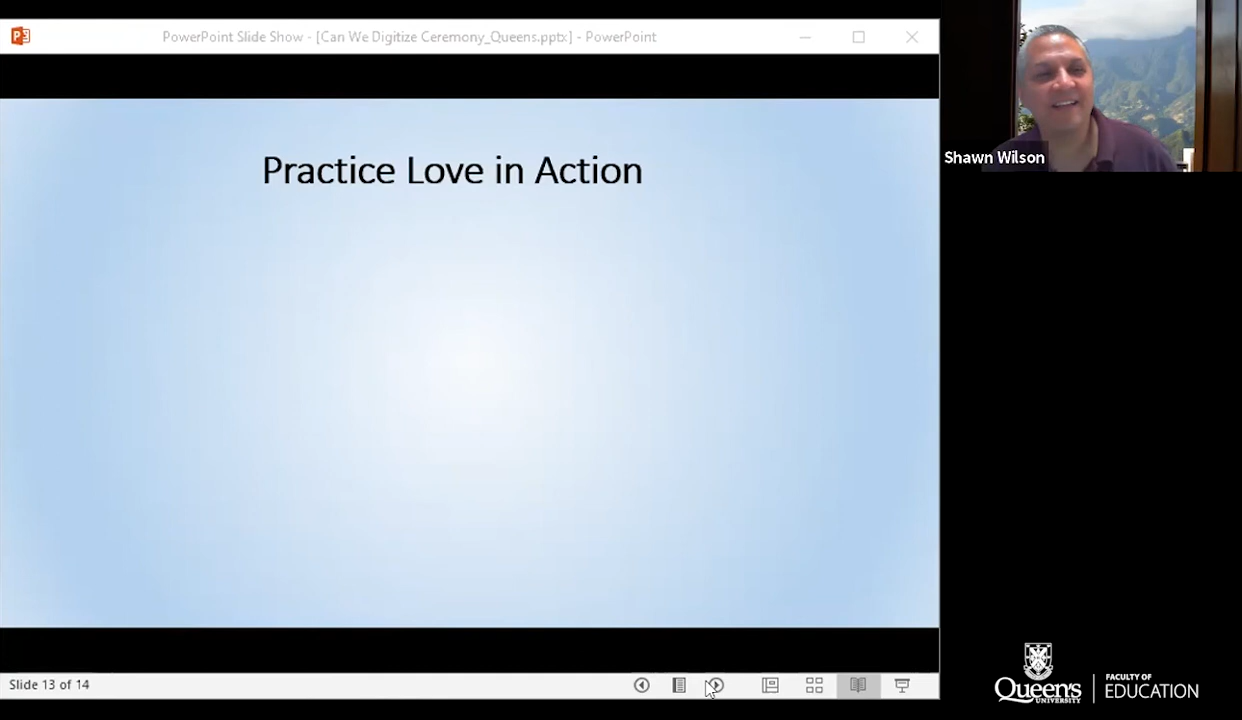 PowerPoint Slide Show - [Can We Digitize Ceremony_Queens.pptx] - PowerPoint
Practice Love in Action
Slide 13 of 14
Shawn Wilson
Queen's
UNIVERSITY
FACULTY OF
EDUCATION